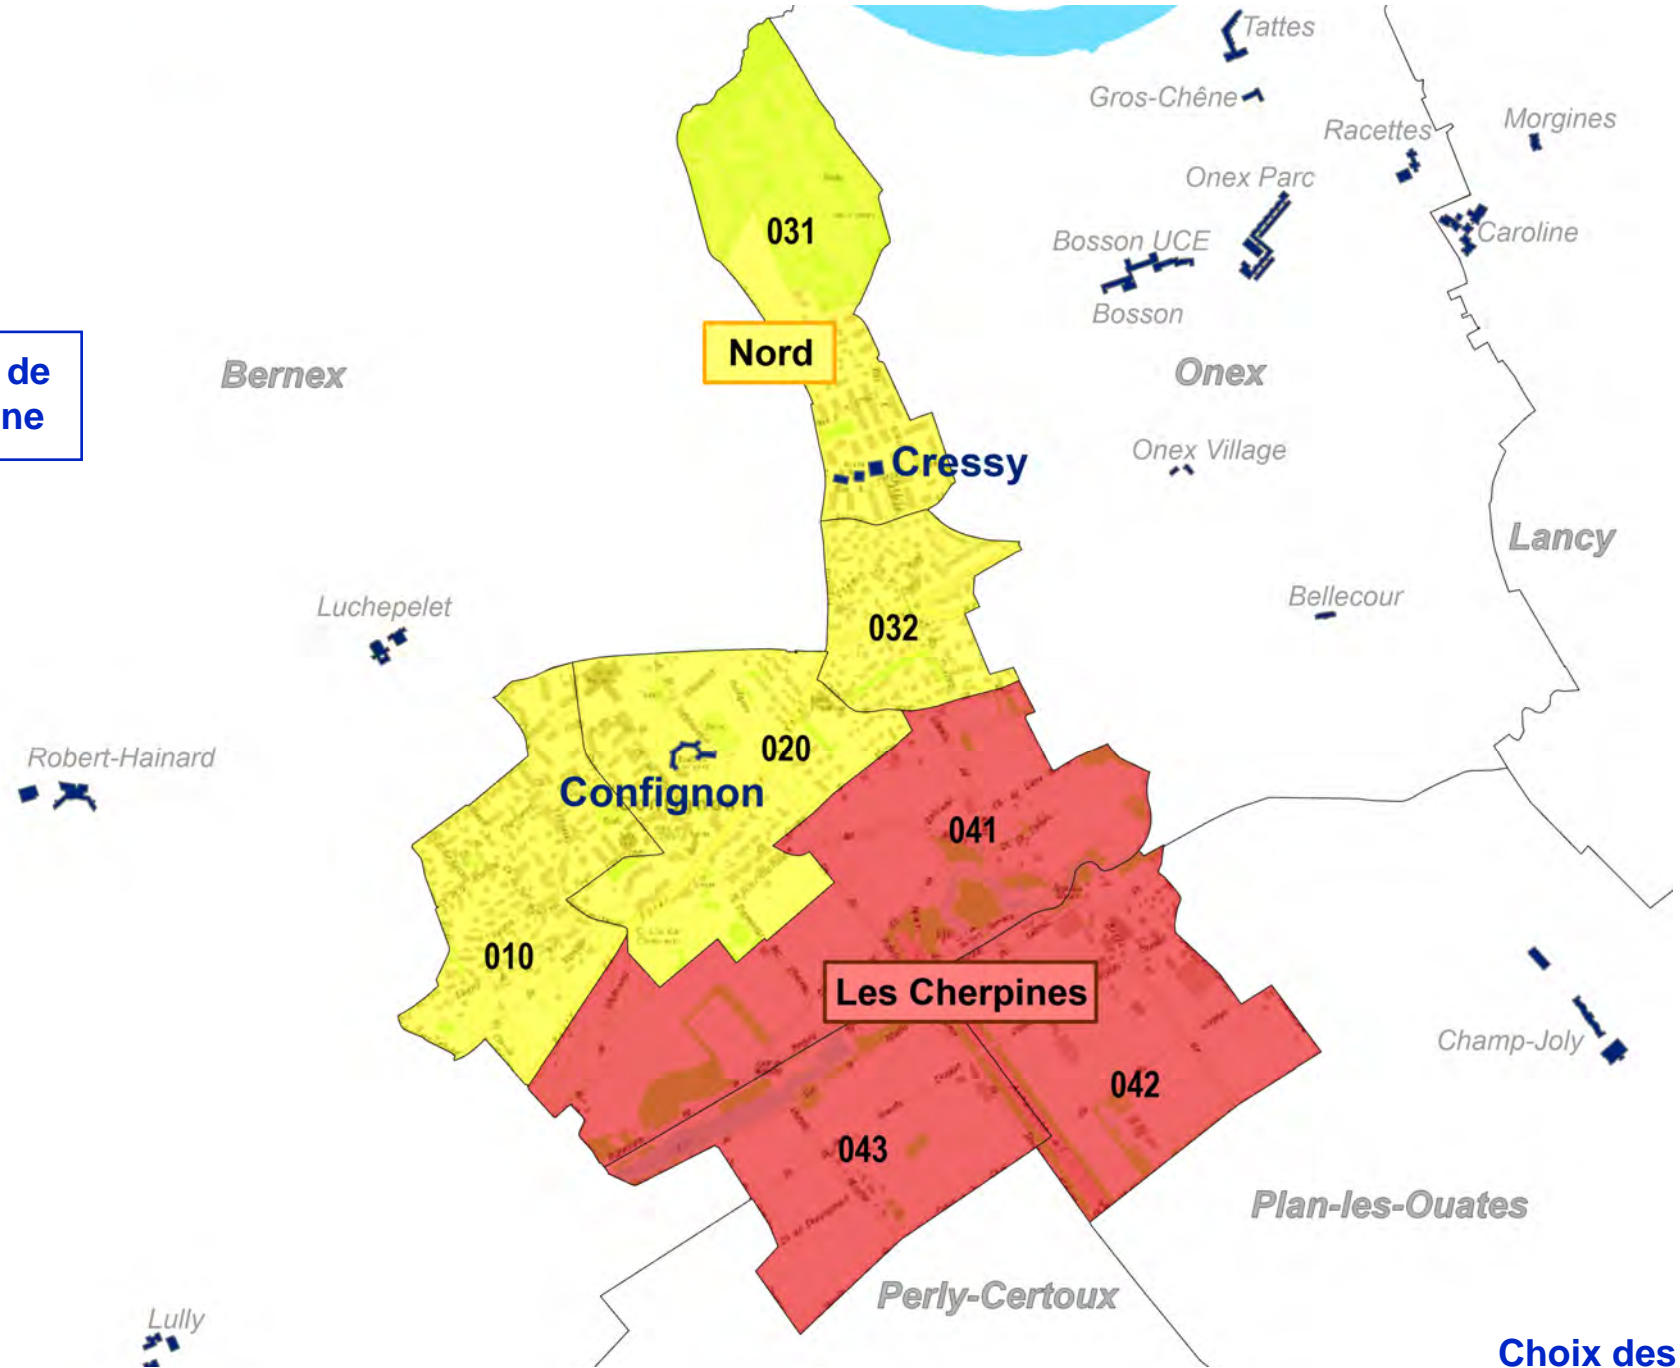 Tattes
Gros-Chêne
Racettes
Morgines
Onex Parc
031
Bosson UCE
Caroline
Bosson
Nord
de
ne
Bernex
Onex
Onex Village
Cressy
Lancy
Luchepelet
Bellecour
032
Robert-Hainard
020
Confignon
041
010
Les Cherpines
Champ-Joly
042
043
Plan-les-Ouates
Perly-Certoux
Lully
Choix des